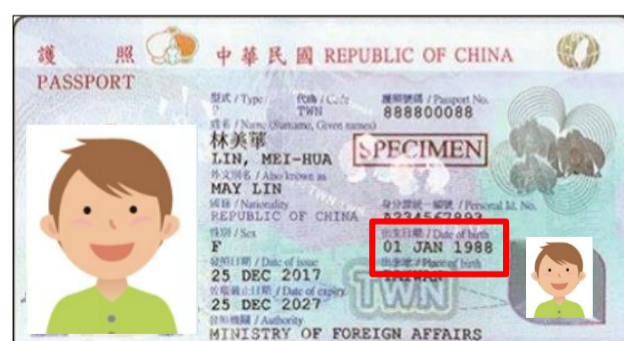 護 照 中華民國 REPUBLIC OF CHINA
PASSPORT
型式 / Type 代碼 / Code 護照號碼 / Passport No.
P TWN 888800088
姓名 / Name (Surname, Given names)
林美華
LIN, MEI-HUA SPECIMEN
外文別名 / Also known as
MAY LIN
國籍 / Nationality 身分證統一編號 / Personal Id. No.
REPUBLIC OF CHINA A234567893
性別 / Sex 出生日期 / Date of birth
F 01 JAN 1988
發照日期 / Date of issue 出生地 / Place of birth
25 DEC 2017 TAIWAN
效期截止日期 / Date of expiry
25 DEC 2027 TWN
發照機關 / Authority
MINISTRY OF FOREIGN AFFAIRS